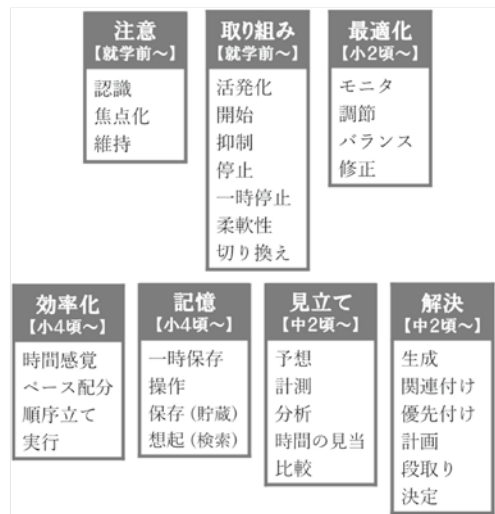 注意
【就学前～】
認識
焦点化
維持
取り組み
【就学前～】
活発化
開始
抑制
停止
一時停止
柔軟性
切り換え
最適化
【小2頃～】
モニタ
調節
バランス
修正
効率化
【小4頃～】
時間感覚
ペース配分
順序立て
実行
記憶
【小4頃～】
一時保存
操作
保存（貯蔵）
想起（検索）
見立て
【中2頃～】
予想
計測
分析
時間の見当
比較
解決
【中2頃～】
生成
関連付け
優先付け
計画
段取り
決定